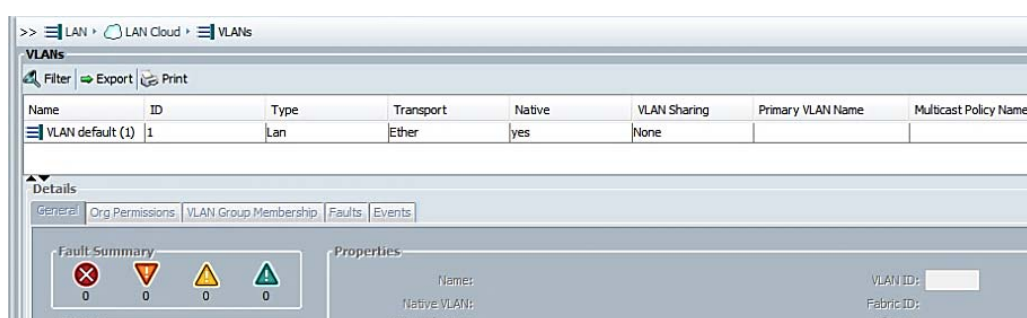 >> LAN LAN Cloud VLANs
VLANs
Filter Export Print
Name ID Type Transport Native VLAN Sharing Primary VLAN Name Multicast Policy Name
VLAN default (1) 1 Lan Ether yes None
Details
General Org Permissions VLAN Group Membership Faults Events
Fault Summary Properties
0 0 0 0
Name: VLAN ID:
Native VLAN: Fabric ID: